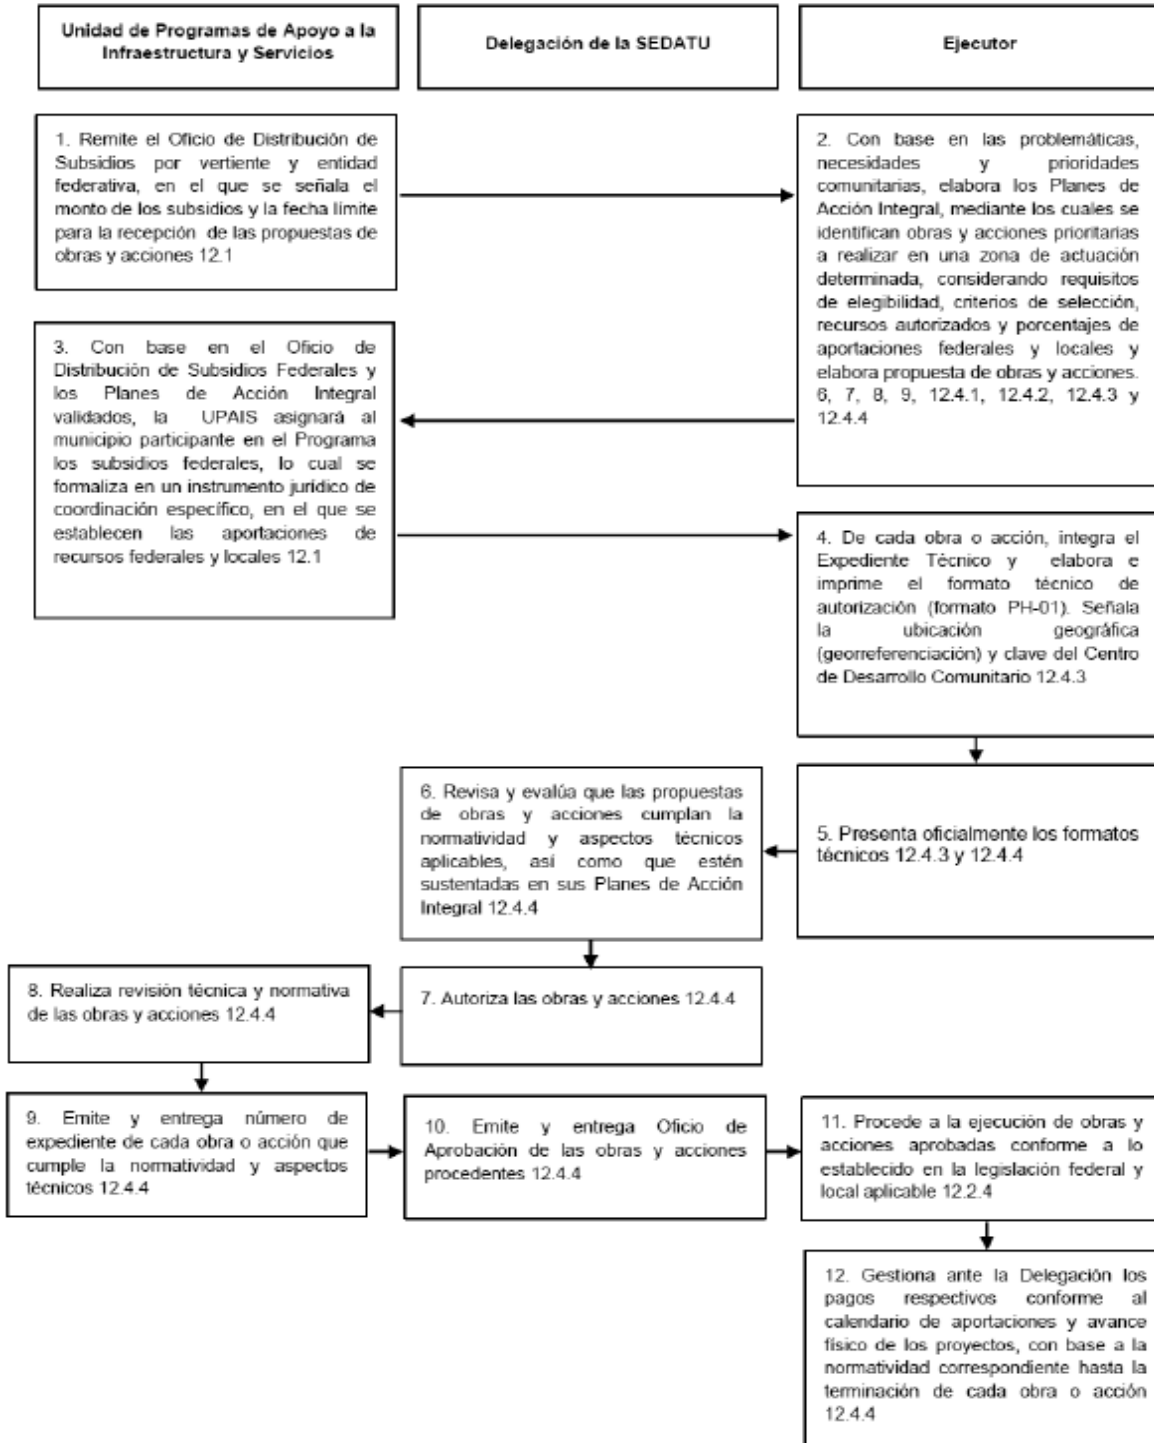 Unidad de Programas de Apoyo a la
Infraestructura y Servicios
Delegación de la SEDATU
Ejecutor
1. Remite el Oficio de Distribución de
Subsidios por vertiente y entidad
federativa, en el que se señala el
monto de los subsidios y la fecha límite
para la recepción de las propuestas de
obras y acciones 12.1
2. Con base en las problemáticas,
necesidades y prioridades
comunitarias, elabora los Planes de
Acción Integral, mediante los cuales se
identifican obras y acciones prioritarias
a realizar en una zona de actuación
determinada, considerando requisitos
de elegibilidad, criterios de selección,
recursos autorizados y porcentajes de
aportaciones federales y locales y
elabora propuesta de obras y acciones.
6, 7, 8, 9, 12.4.1, 12.4.2, 12.4.3 y
12.4.4
3. Con base en el Oficio de
Distribución de Subsidios Federales y
los Planes de Acción Integral
validados, la UPAIS asignará al
municipio participante en el Programa
los subsidios federales, lo cual se
formaliza en un instrumento jurídico de
coordinación específico, en el que se
establecen las aportaciones de
recursos federales y locales 12.1
4. De cada obra o acción, integra el
Expediente Técnico y elabora e
imprime el formato técnico de
autorización (formato PH-01). Señala
la ubicación geográfica
(georreferenciación) y clave del Centro
de Desarrollo Comunitario 12.4.3
5. Presenta oficialmente los formatos
técnicos 12.4.3 y 12.4.4
6. Revisa y evalúa que las propuestas
de obras y acciones cumplan la
normatividad y aspectos técnicos
aplicables, así como que estén
sustentadas en sus Planes de Acción
Integral 12.4.4
7. Autoriza las obras y acciones 12.4.4
8. Realiza revisión técnica y normativa
de las obras y acciones 12.4.4
9. Emite y entrega número de
expediente de cada obra o acción que
cumple la normatividad y aspectos
técnicos 12.4.4
10. Emite y entrega Oficio de
Aprobación de las obras y acciones
procedentes 12.4.4
11. Procede a la ejecución de obras y
acciones aprobadas conforme a lo
establecido en la legislación federal y
local aplicable 12.2.4
12. Gestiona ante la Delegación los
pagos respectivos conforme al
calendario de aportaciones y avance
físico de los proyectos, con base a la
normatividad correspondiente hasta la
terminación de cada obra o acción
12.4.4